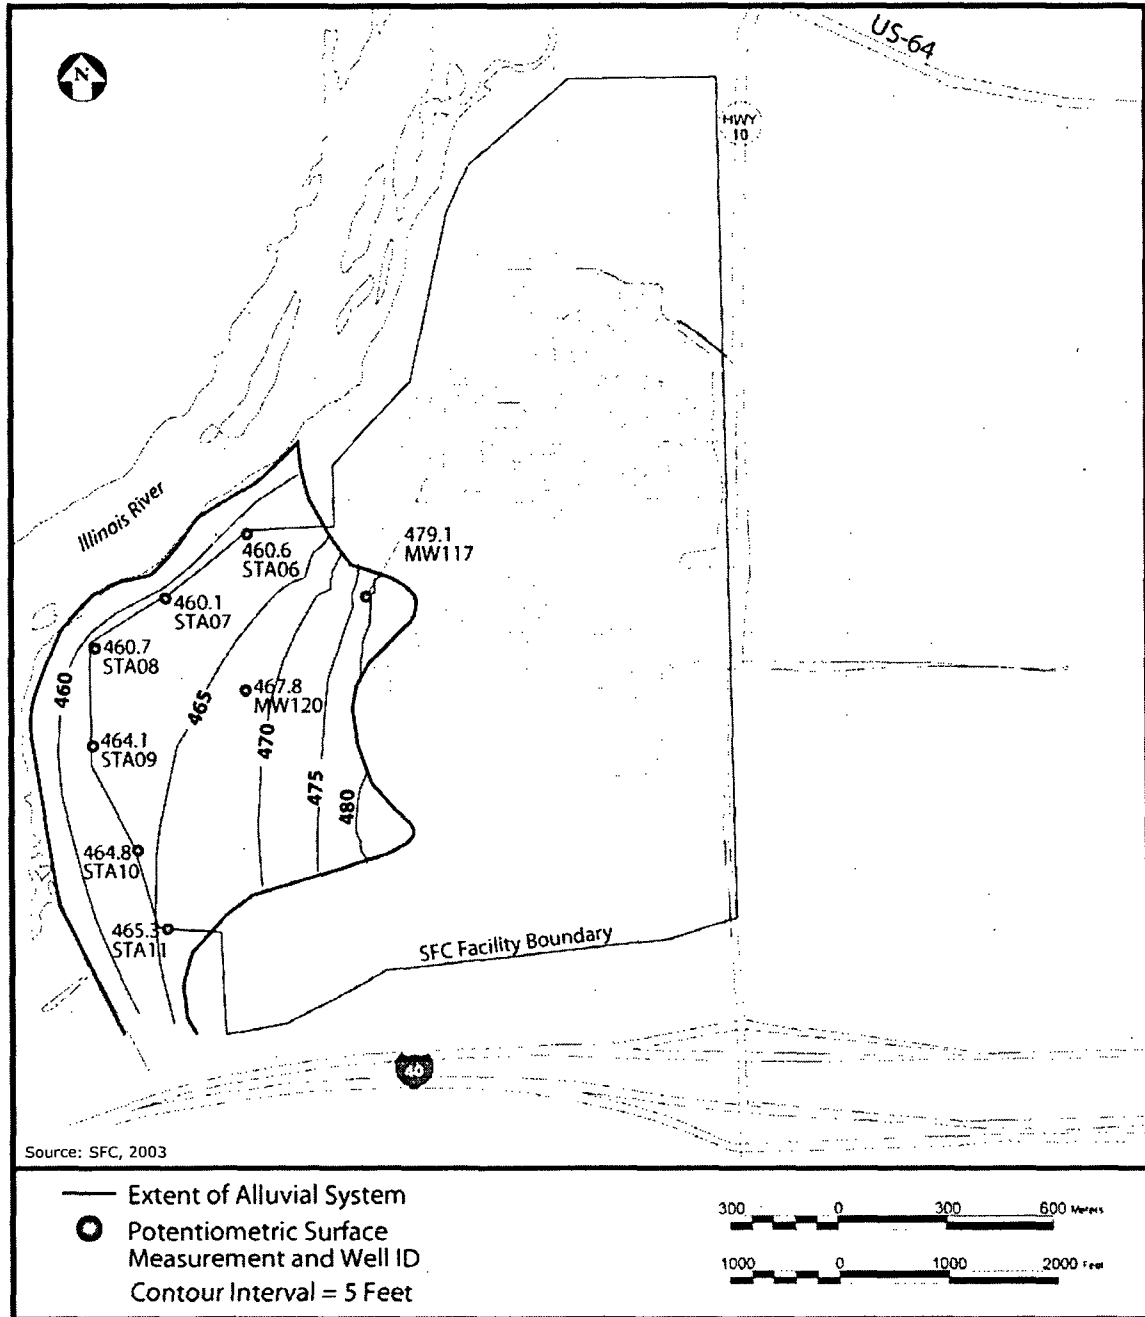 N
US-64
HWY
10
Illinois River
479.1
MW117
460.6
STA06
460.1
STA07
460.7
STA08
460
465
467.8
MW120
470
464.1
STA09
475
480
464.8
STA10
465.3
STA11
SFC Facility Boundary
40
Source: SFC, 2003
Extent of Alluvial System
Potentiometric Surface
Measurement and Well ID
Contour Interval = 5 Feet
300 0 300 600 Meters
1000 0 1000 2000 Feet